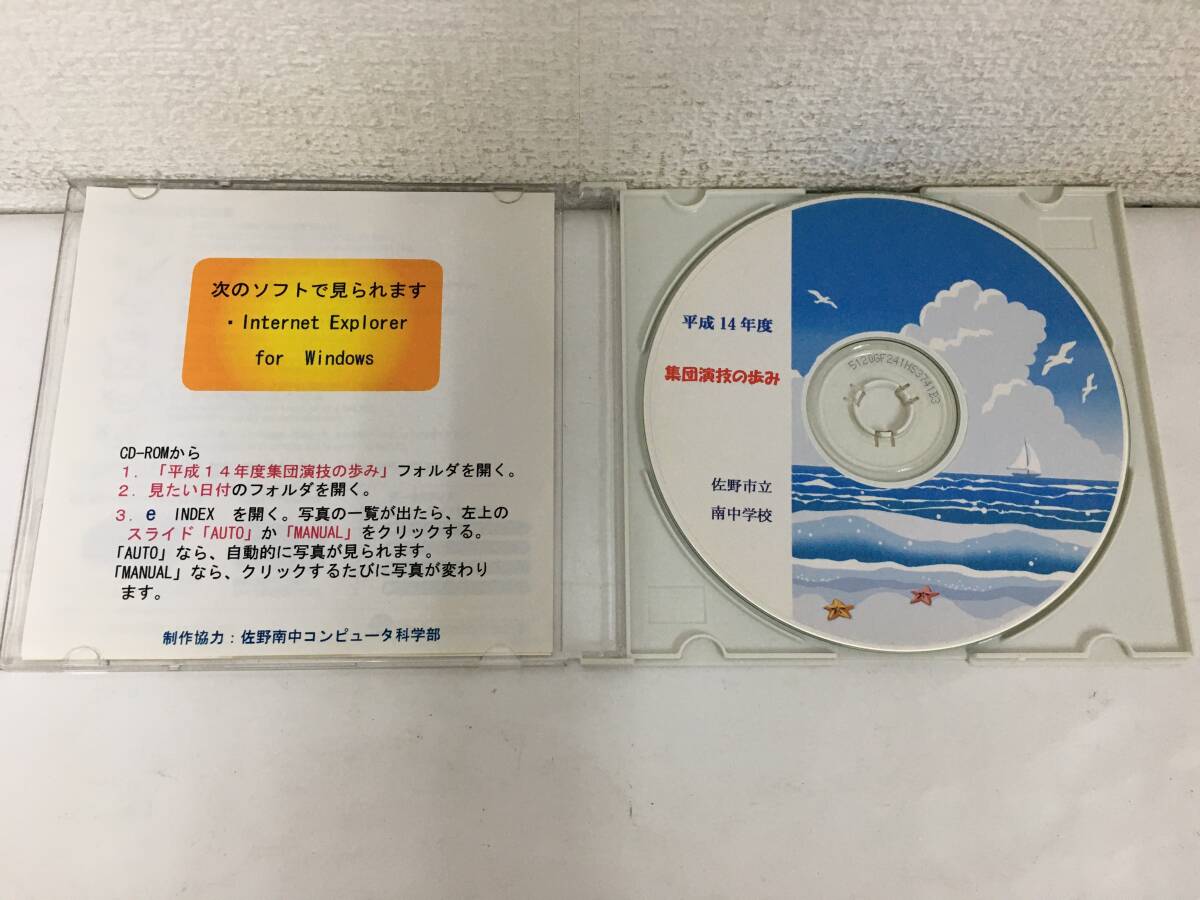 次のソフトで見られます
・Internet Explorer
for Windows
CD-ROMから
１．「平成１４年度集団演技の歩み」フォルダを開く。
２．見たい日付のフォルダを開く。
３．e INDEX を開く。写真の一覧が出たら、左上の
スライド「AUTO」か「MANUAL」をクリックする。
「AUTO」なら、自動的に写真が見られます。
「MANUAL」なら、クリックするたびに写真が変わり
ます。
制作協力：佐野南中コンピュータ科学部
平成14年度
集団演技の歩み
佐野市立
南中学校
5120GF241H53741E3